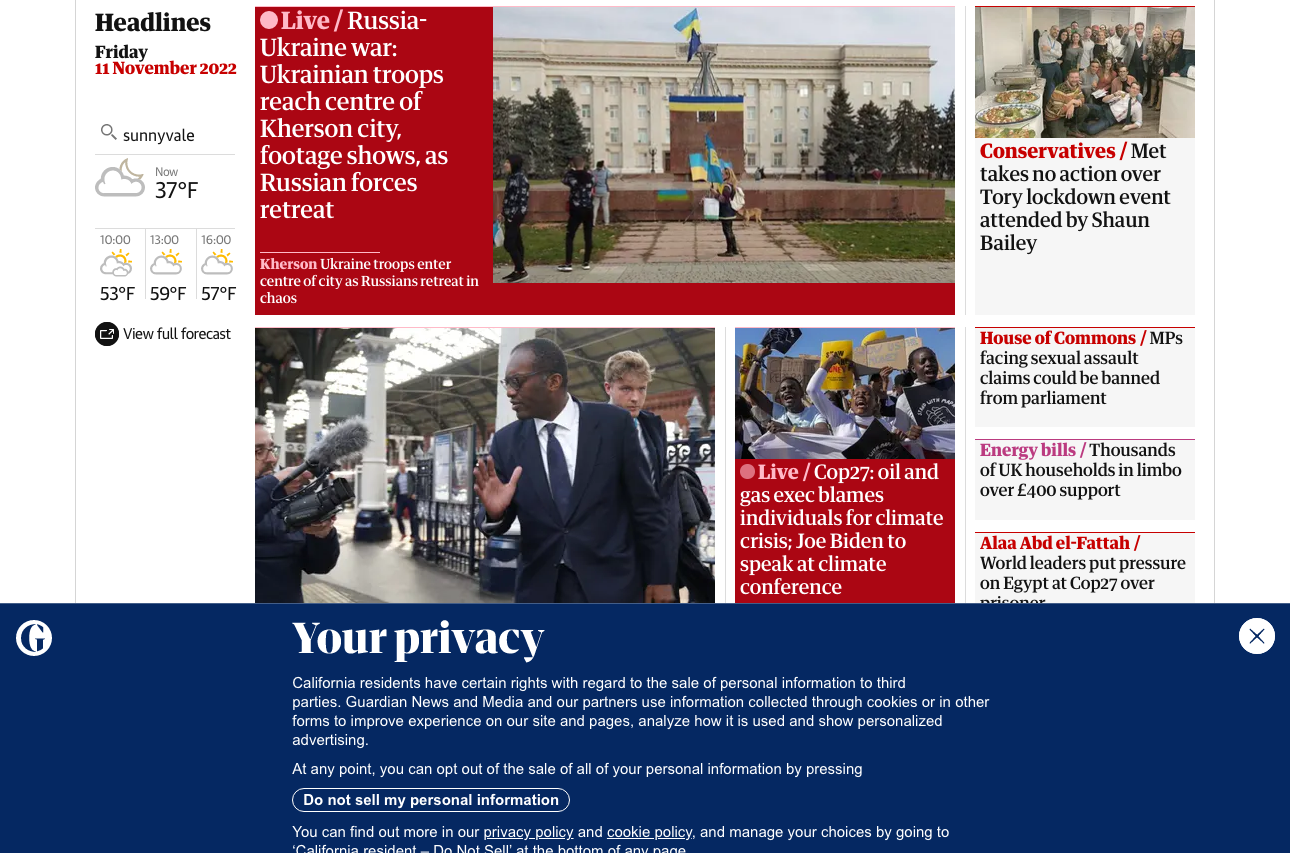 Headlines
Friday
11 November 2022
sunnyvale
Now
37°F
10:00
13:00
16:00
53°F
59°F
57°F
View full forecast
Live / Russia-
Ukraine war:
Ukrainian troops
reach centre of
Kherson city,
footage shows, as
Russian forces
retreat
Kherson Ukraine troops enter
centre of city as Russians retreat in
chaos
Conservatives / Met
takes no action over
Tory lockdown event
attended by Shaun
Bailey
Live / Cop27: oil and
gas exec blames
individuals for climate
crisis; Joe Biden to
speak at climate
conference
House of Commons / MPs
facing sexual assault
claims could be banned
from parliament
Energy bills / Thousands
of UK households in limbo
over £400 support
Alaa Abd el-Fattah /
World leaders put pressure
on Egypt at Cop27 over
prisoner
Your privacy
California residents have certain rights with regard to the sale of personal information to third
parties. Guardian News and Media and our partners use information collected through cookies or in other
forms to improve experience on our site and pages, analyze how it is used and show personalized
advertising.
At any point, you can opt out of the sale of all of your personal information by pressing
Do not sell my personal information
You can find out more in our privacy policy and cookie policy, and manage your choices by going to
‘California resident – Do Not Sell’ at the bottom of any page.